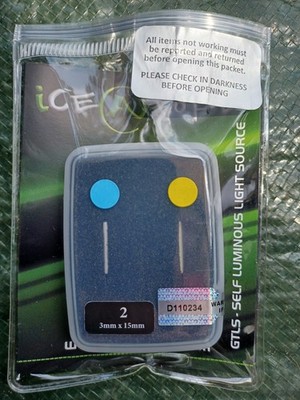 All items not working must
be reported and returned
before opening this packet.
PLEASE CHECK IN DARKNESS
BEFORE OPENING
iCE
GTLS - SELF LUMINOUS LIGHT SOURCE
2
3mm x 15mm
D110234